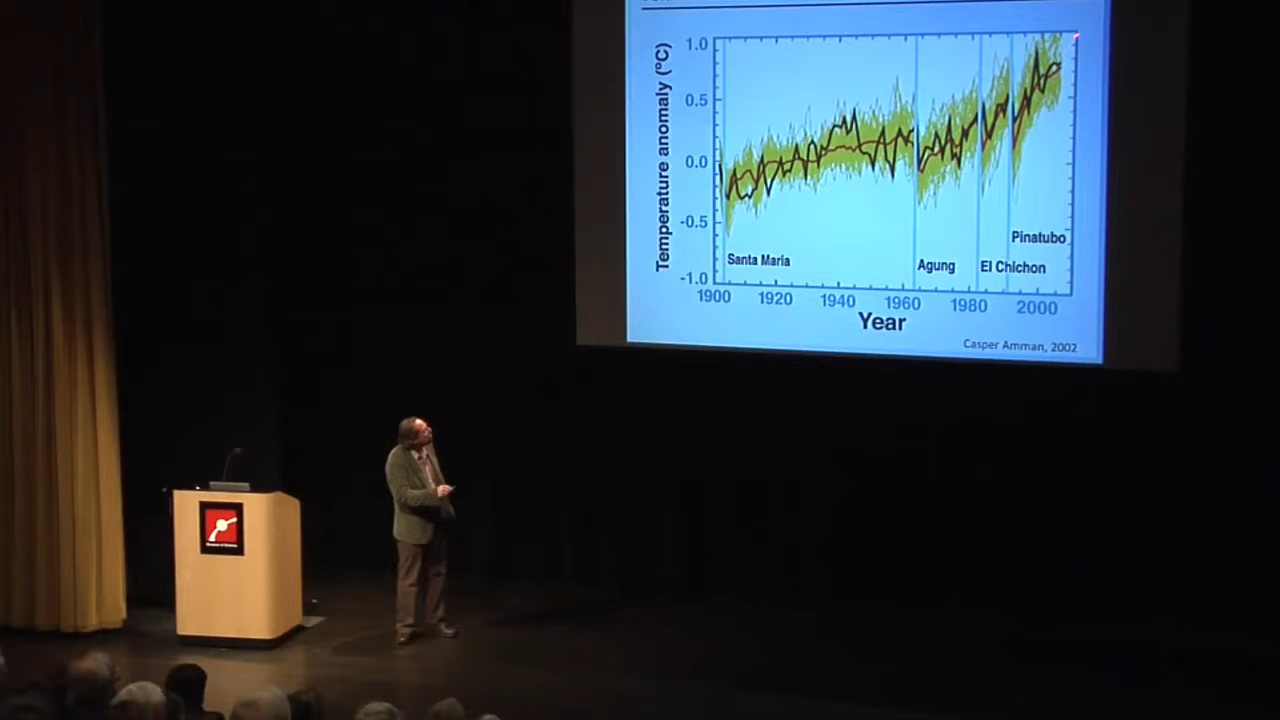 Temperature anomaly (ºC)
1.0
0.5
0.0
-0.5
-1.0
Santa Maria
Agung
El Chichon
Pinatubo
1900 1920 1940 1960 1980 2000
Year
Casper Amman, 2002